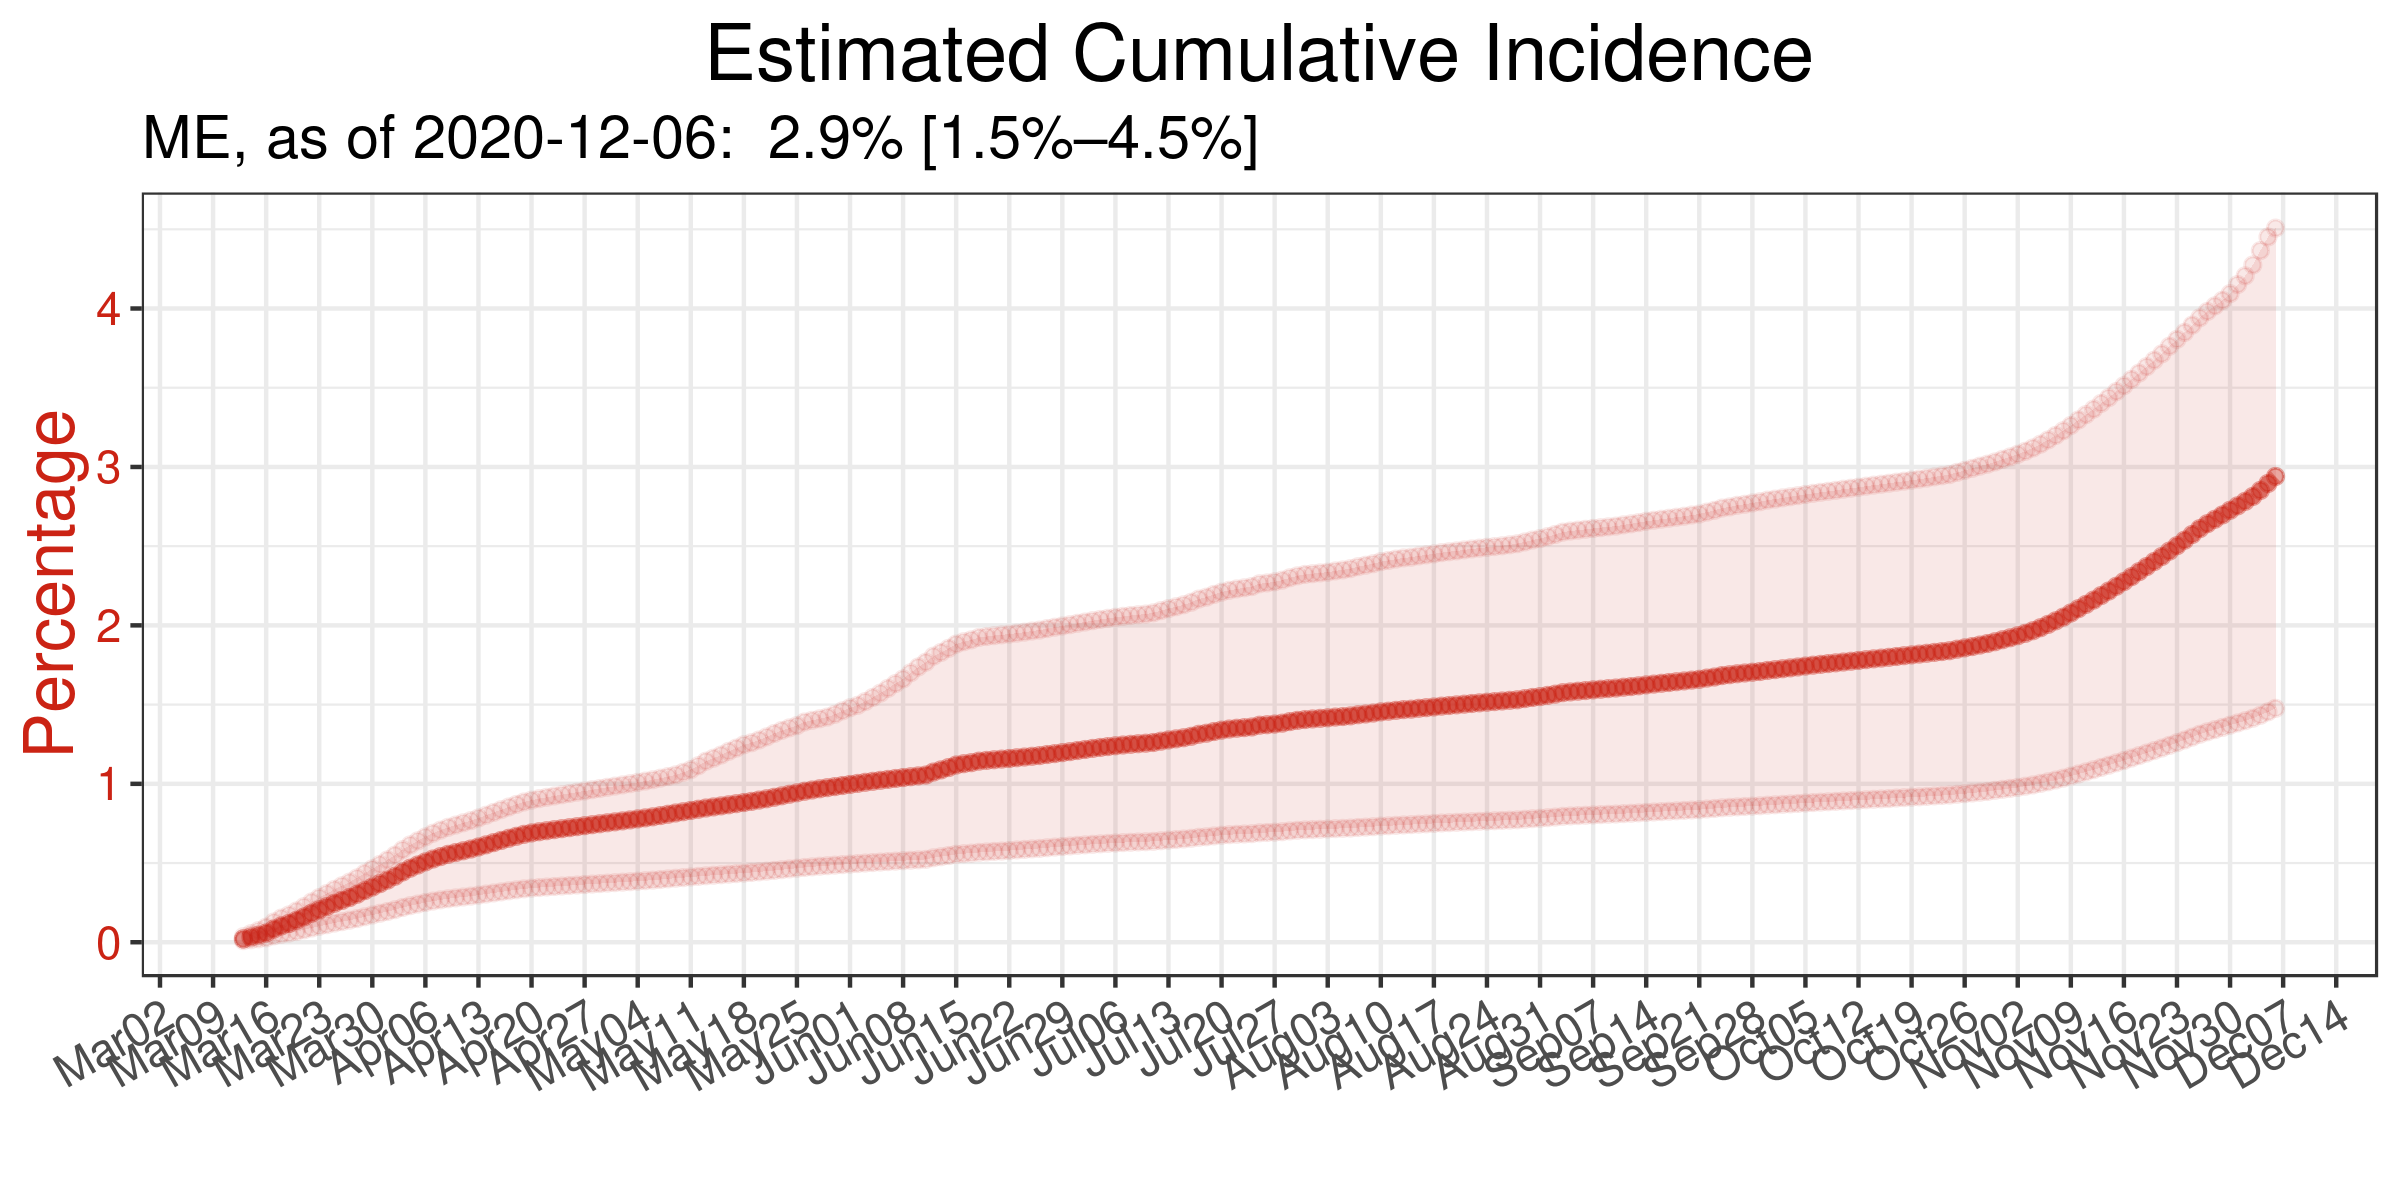 Estimated Cumulative Incidence
ME, as of 2020-12-06:  2.9% [1.5%–4.5%]
Percentage
4
3
2
1
0
Mar02
Mar09
Mar16
Mar23
Mar30
Apr06
Apr13
Apr20
Apr27
May04
May11
May18
May25
Jun01
Jun08
Jun15
Jun22
Jun29
Jul06
Jul13
Jul20
Jul27
Aug03
Aug10
Aug17
Aug24
Aug31
Sep07
Sep14
Sep21
Sep28
Oct05
Oct12
Oct19
Oct26
Nov02
Nov09
Nov16
Nov23
Nov30
Dec07
Dec14